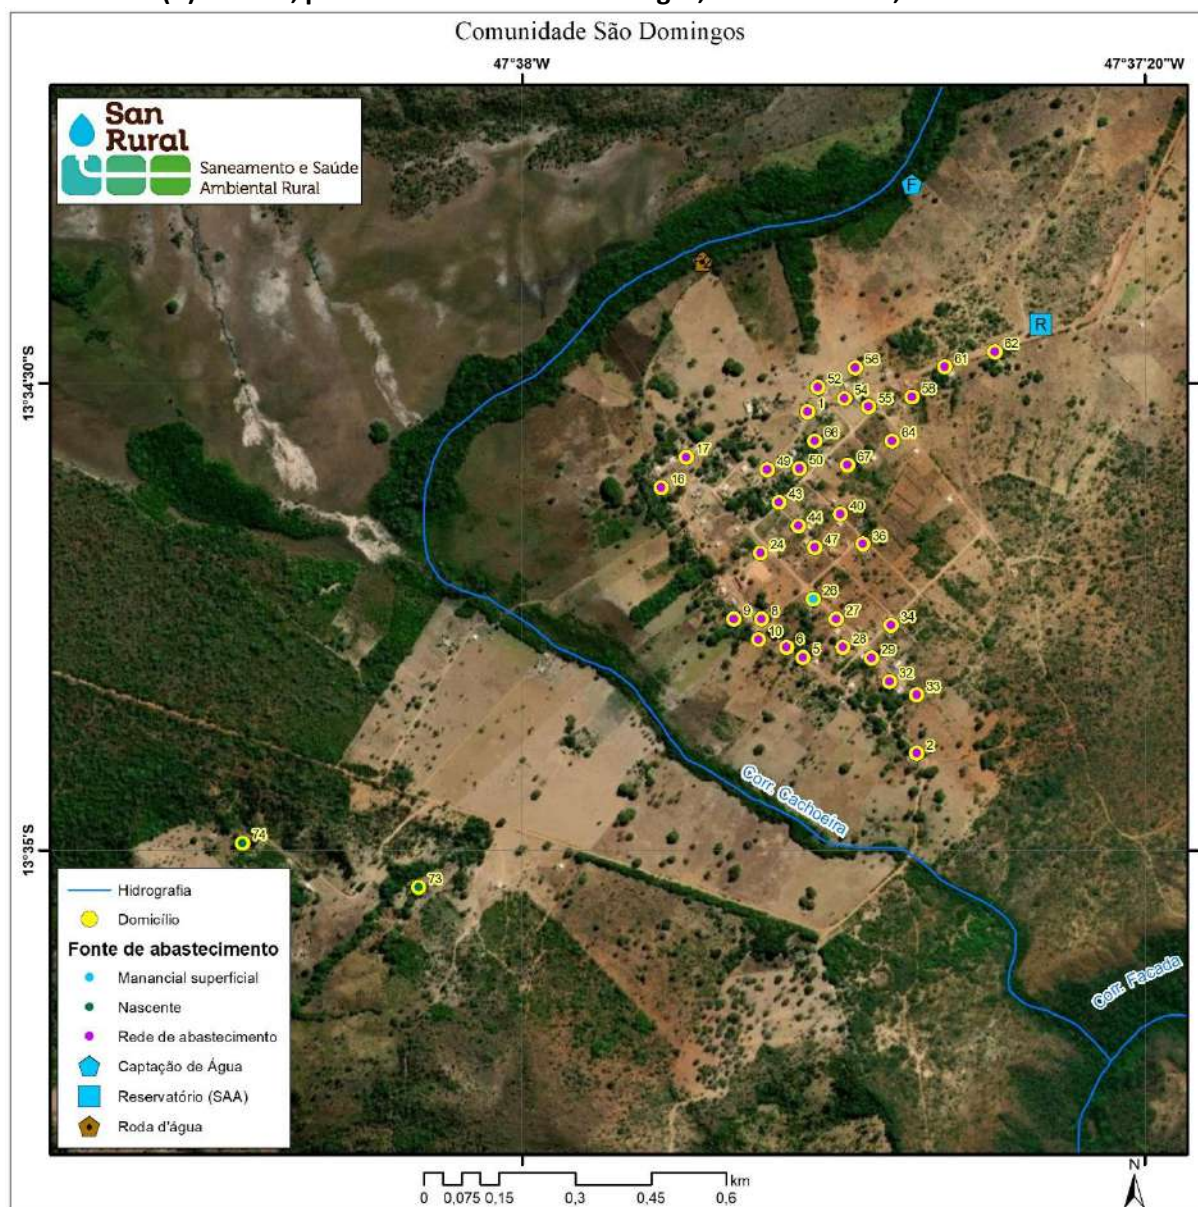 Comunidade São Domingos
47°38'W
47°37'20"W
San
Rural
Saneamento e Saúde
Ambiental Rural
F
R
62
61
56
13°34'30"S
52
54
58
55
1
66
64
17
67
49
50
16
43
40
44
47
36
24
26
9
8
27
34
10
6
28
5
29
32
33
2
Corr. Cachoeira
74
13°35'S
73
Corr. Facada
Hidrografia
Domicílio
Fonte de abastecimento
Manancial superficial
Nascente
Rede de abastecimento
Captação de Água
Reservatório (SAA)
Roda d'água
N
km
0 0,075 0,15 0,3 0,45 0,6